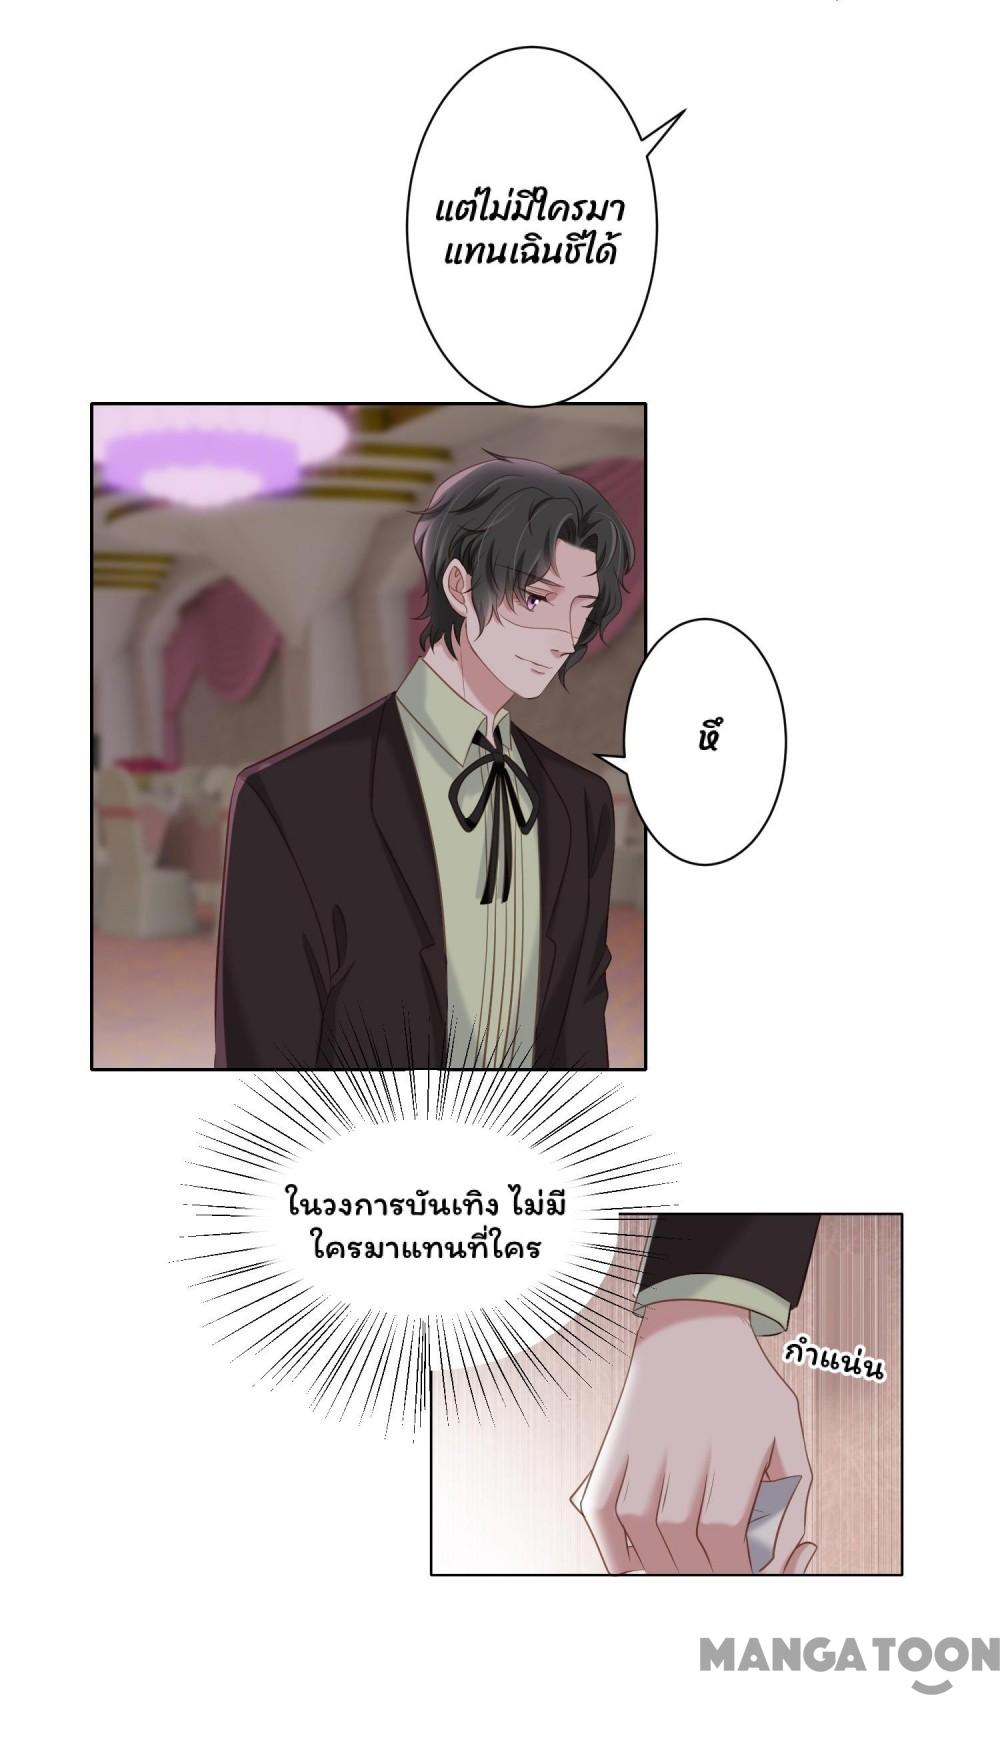 แต่ไม่มีใครมา
แทนเฉินชีได้
หึ
ในวงการบันเทิง ไม่มี
ใครมาแทนที่ใคร
กำแน่น
MANGATOON